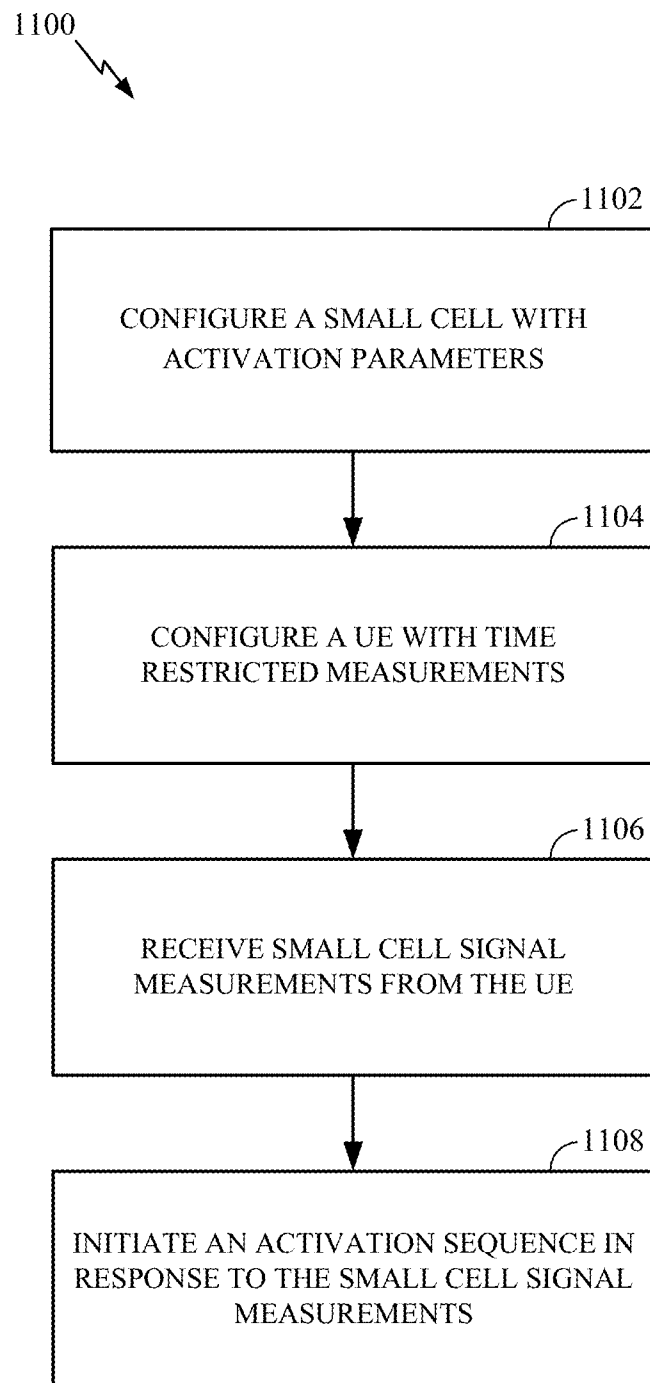 1100
1102
CONFIGURE A SMALL CELL WITH
ACTIVATION PARAMETERS
1104
CONFIGURE A UE WITH TIME
RESTRICTED MEASUREMENTS
1106
RECEIVE SMALL CELL SIGNAL
MEASUREMENTS FROM THE UE
1108
INITIATE AN ACTIVATION SEQUENCE IN
RESPONSE TO THE SMALL CELL SIGNAL
MEASUREMENTS